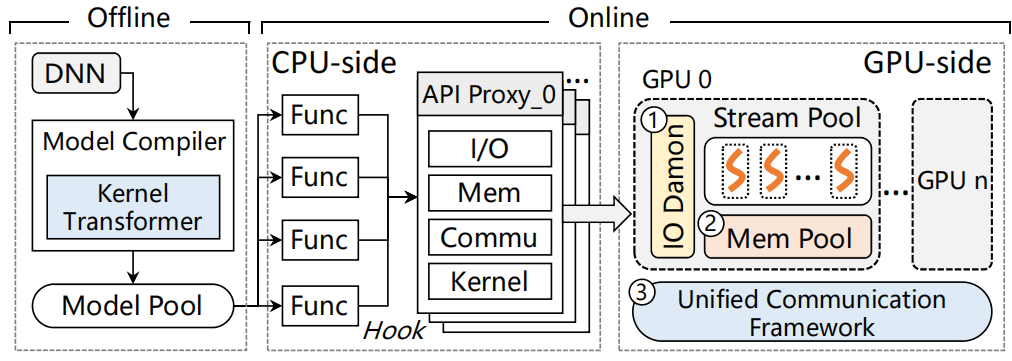 Offline
Online
DNN
Model Compiler
Kernel
Transformer
Model Pool
CPU-side
Func
Func
Func
Func
Hook
API Proxy_0
...
I/O
Mem
Commu
Kernel
GPU-side
GPU 0
1
IO Damon
Stream Pool
...
2
Mem Pool
...
GPU n
3
Unified Communication
Framework